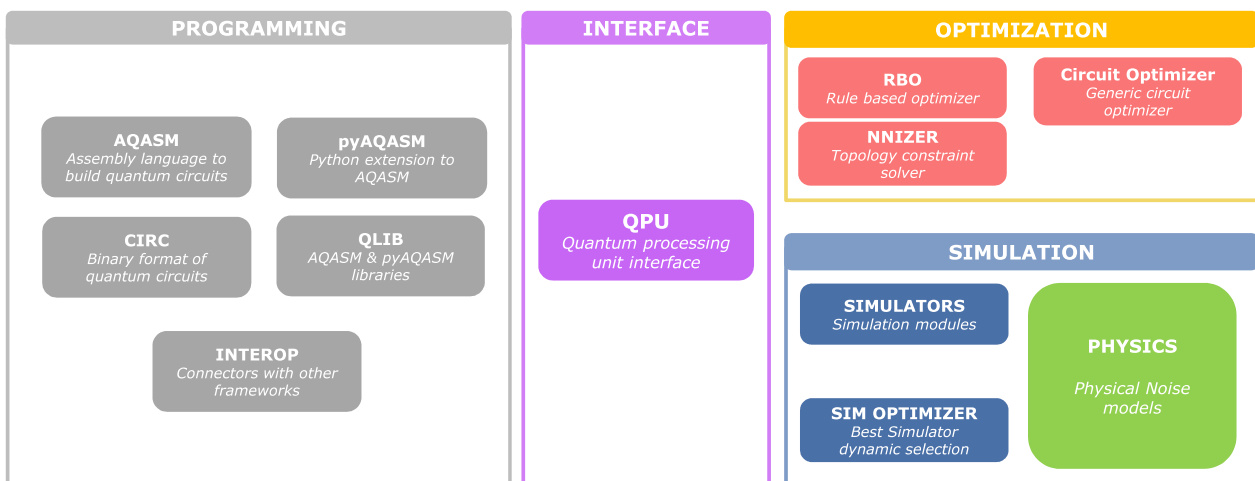 PROGRAMMING
AQASM
Assembly language to
build quantum circuits
pyAQASM
Python extension to
AQASM
CIRC
Binary format of
quantum circuits
QLIB
AQASM & pyAQASM
libraries
INTEROP
Connectors with other
frameworks
INTERFACE
QPU
Quantum processing
unit interface
OPTIMIZATION
RBO
Rule based optimizer
NNIZER
Topology constraint
solver
Circuit Optimizer
Generic circuit
optimizer
SIMULATION
SIMULATORS
Simulation modules
SIM OPTIMIZER
Best Simulator
dynamic selection
PHYSICS
Physical Noise
models